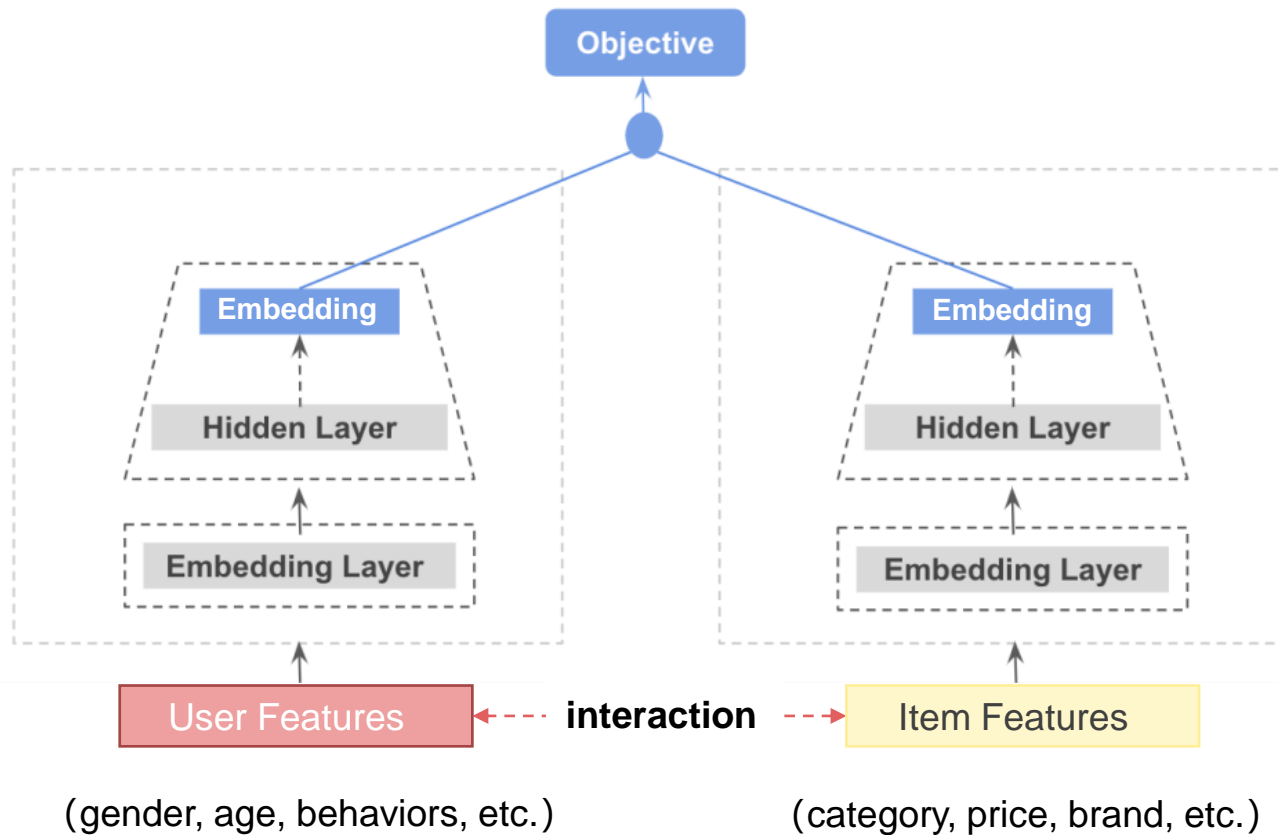 Objective
Embedding
Embedding
Hidden Layer
Hidden Layer
Embedding Layer
Embedding Layer
User Features
interaction
Item Features
(gender, age, behaviors, etc.)
(category, price, brand, etc.)